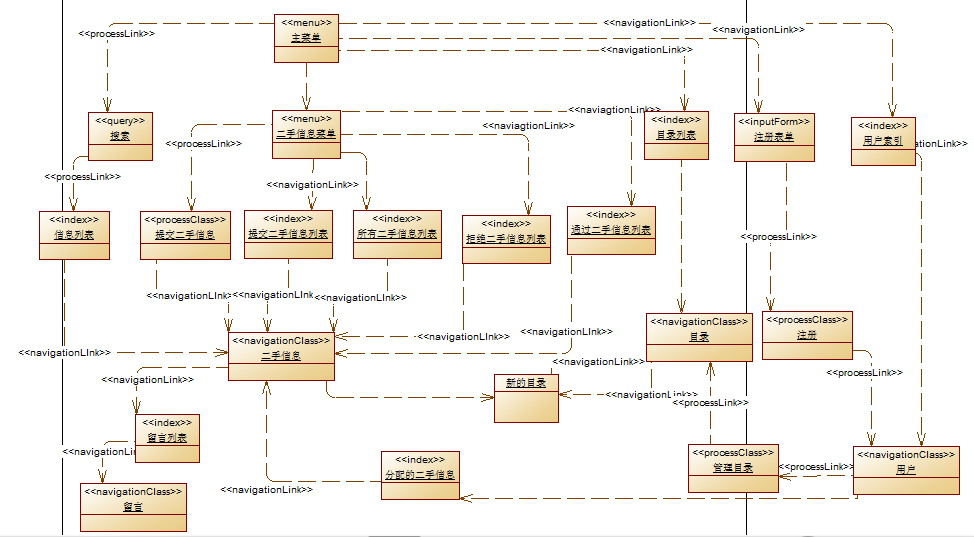 <<menu>>
主菜单
<<processLink>>
<<navigationLink>>
<<navigationLink>>
<<navigationLink>>
<<query>>
搜索
<<menu>>
二手信息菜单
<<naviagtionLink>>
<<index>>
目录列表
<<inputForm>>
注册表单
<<index>>
用户索引
<<processLink>>
<<naviagtionLink>>
atinLink>>
<<processLink>>
<<navigationLink>>
<<index>>
信息列表
<<processClass>>
提交二手信息
<<index>>
提交二手信息列表
<<index>>
所有二手信息列表
<<index>>
拒绝二手信息列表
<<index>>
通过二手信息列表
<<processLink>>
<<navigationLInk>>
<<navigationLInk>>
<<navigationLInk>>
<<navigationClass>>
二手信息
<<navigationLInk>>
<<navigationLInk>>
<<navigationLInk>>
<<navigationClass>>
目录
<<processClass>>
注册
<<navigationLink>>
<<navigationLink>>
新的目录
<<navigationLink>>
<<processLink>>
<<processLink>>
<<index>>
留言列表
<<navigationLi
<<navigationClass>>
留言
<<navigationLink>>
<<index>>
分配的二手信息
<<processClass>>
管理目录
<<processLink>>
<<navigationClass>>
用户